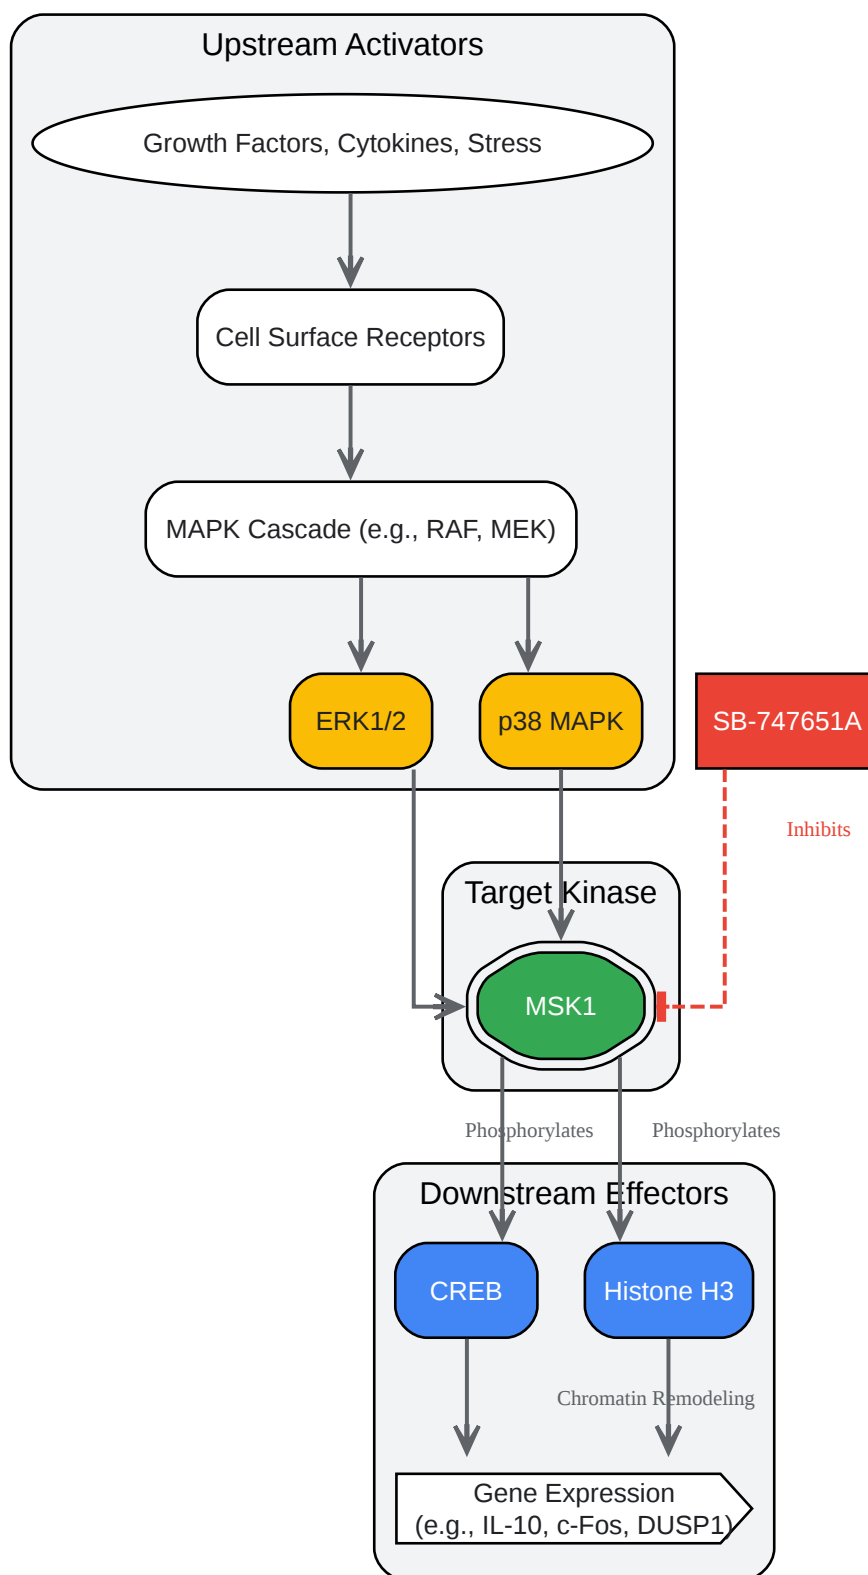 Upstream Activators
Growth Factors, Cytokines, Stress
Cell Surface Receptors
MAPK Cascade (e.g., RAF, MEK)
ERK1/2
p38 MAPK
SB-747651A
Inhibits
Target Kinase
MSK1
Phosphorylates
Phosphorylates
Downstream Effectors
CREB
Histone H3
Chromatin Remodeling
Gene Expression
(e.g., IL-10, c-Fos, DUSP1)